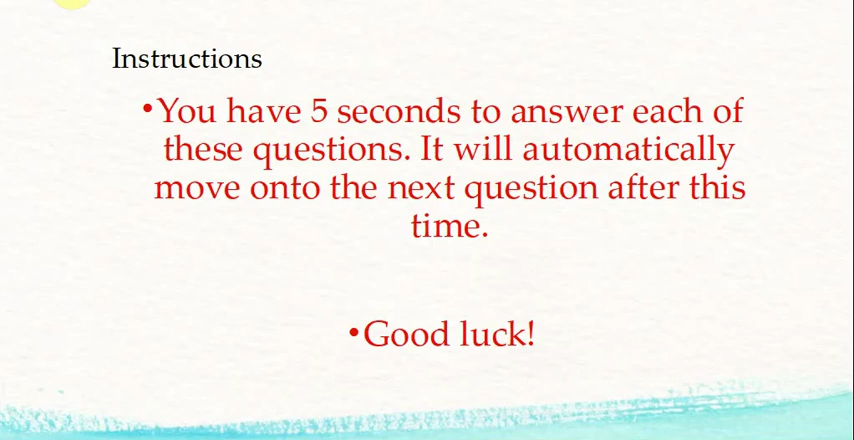 Instructions
•You have 5 seconds to answer each of
these questions. It will automatically
move onto the next question after this
time.
•Good luck!